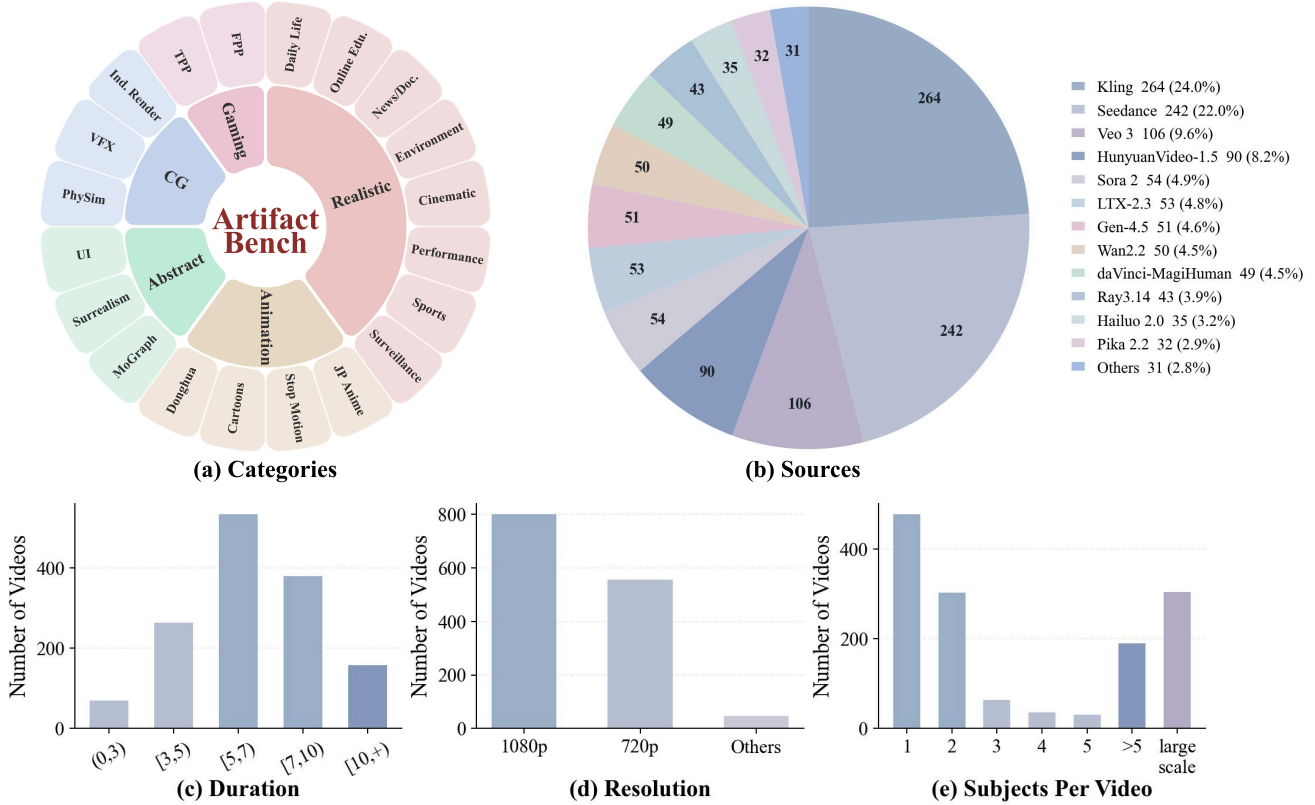 Daily Life
Online Edu.
News/Doc.
Environment
Cinematic
Performance
Sports
Surveillance
JP Anime
Stop Motion
Cartoons
Donghua
MoGraph
Surrealism
UI
PhySim
VFX
Ind. Render
TPP
FPP
Realistic
Animation
Abstract
CG
Gaming
Artifact
Bench
(a) Categories
264
242
106
90
54
53
51
50
49
43
35
32
31
Kling 264 (24.0%)
Seedance 242 (22.0%)
Veo 3 106 (9.6%)
HunyuanVideo-1.5 90 (8.2%)
Sora 2 54 (4.9%)
LTX-2.3 53 (4.8%)
Gen-4.5 51 (4.6%)
Wan2.2 50 (4.5%)
daVinci-MagiHuman 49 (4.5%)
Ray3.14 43 (3.9%)
Hailuo 2.0 35 (3.2%)
Pika 2.2 32 (2.9%)
Others 31 (2.8%)
(b) Sources
Number of Videos
400
200
0
(0,3)
[3,5)
[5,7)
[7,10)
[10,+)
(c) Duration
Number of Videos
800
600
400
200
0
1080p
720p
Others
(d) Resolution
Number of Videos
400
200
0
1
2
3
4
5
>5
large
scale
(e) Subjects Per Video